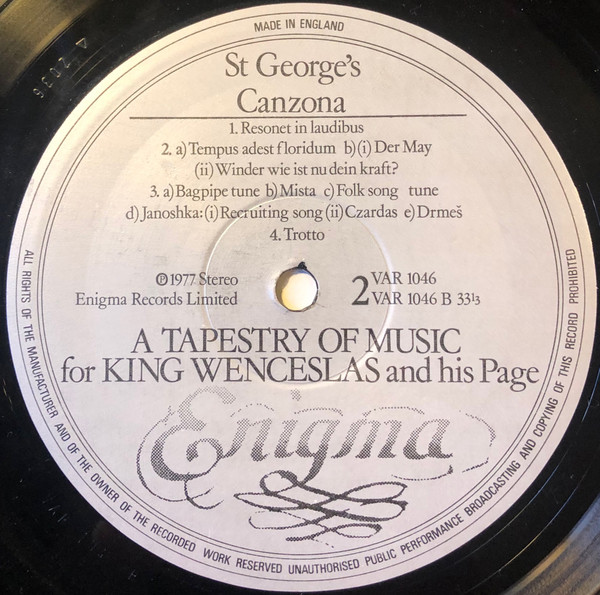 MADE IN ENGLAND
St George's
Canzona
1. Resonet in laudibus
2. a) Tempus adest floridum b)(i) Der May
(ii) Winder wie ist nu dein kraft?
3. a) Bagpipe tune b) Mista c) Folk song tune
d) Janoshka: (i) Recruiting song (ii) Czardas e) Drmeš
4. Trotto
℗ 1977 Stereo
Enigma Records Limited
2
VAR 1046
VAR 1046 B 33⅓
A TAPESTRY OF MUSIC
for KING WENCESLAS and his Page
Enigma
ALL RIGHTS OF THE MANUFACTURER AND OF THE OWNER OF THE RECORDED WORK RESERVED UNAUTHORISED PUBLIC PERFORMANCE BROADCASTING AND COPYING OF THIS RECORD PROHIBITED